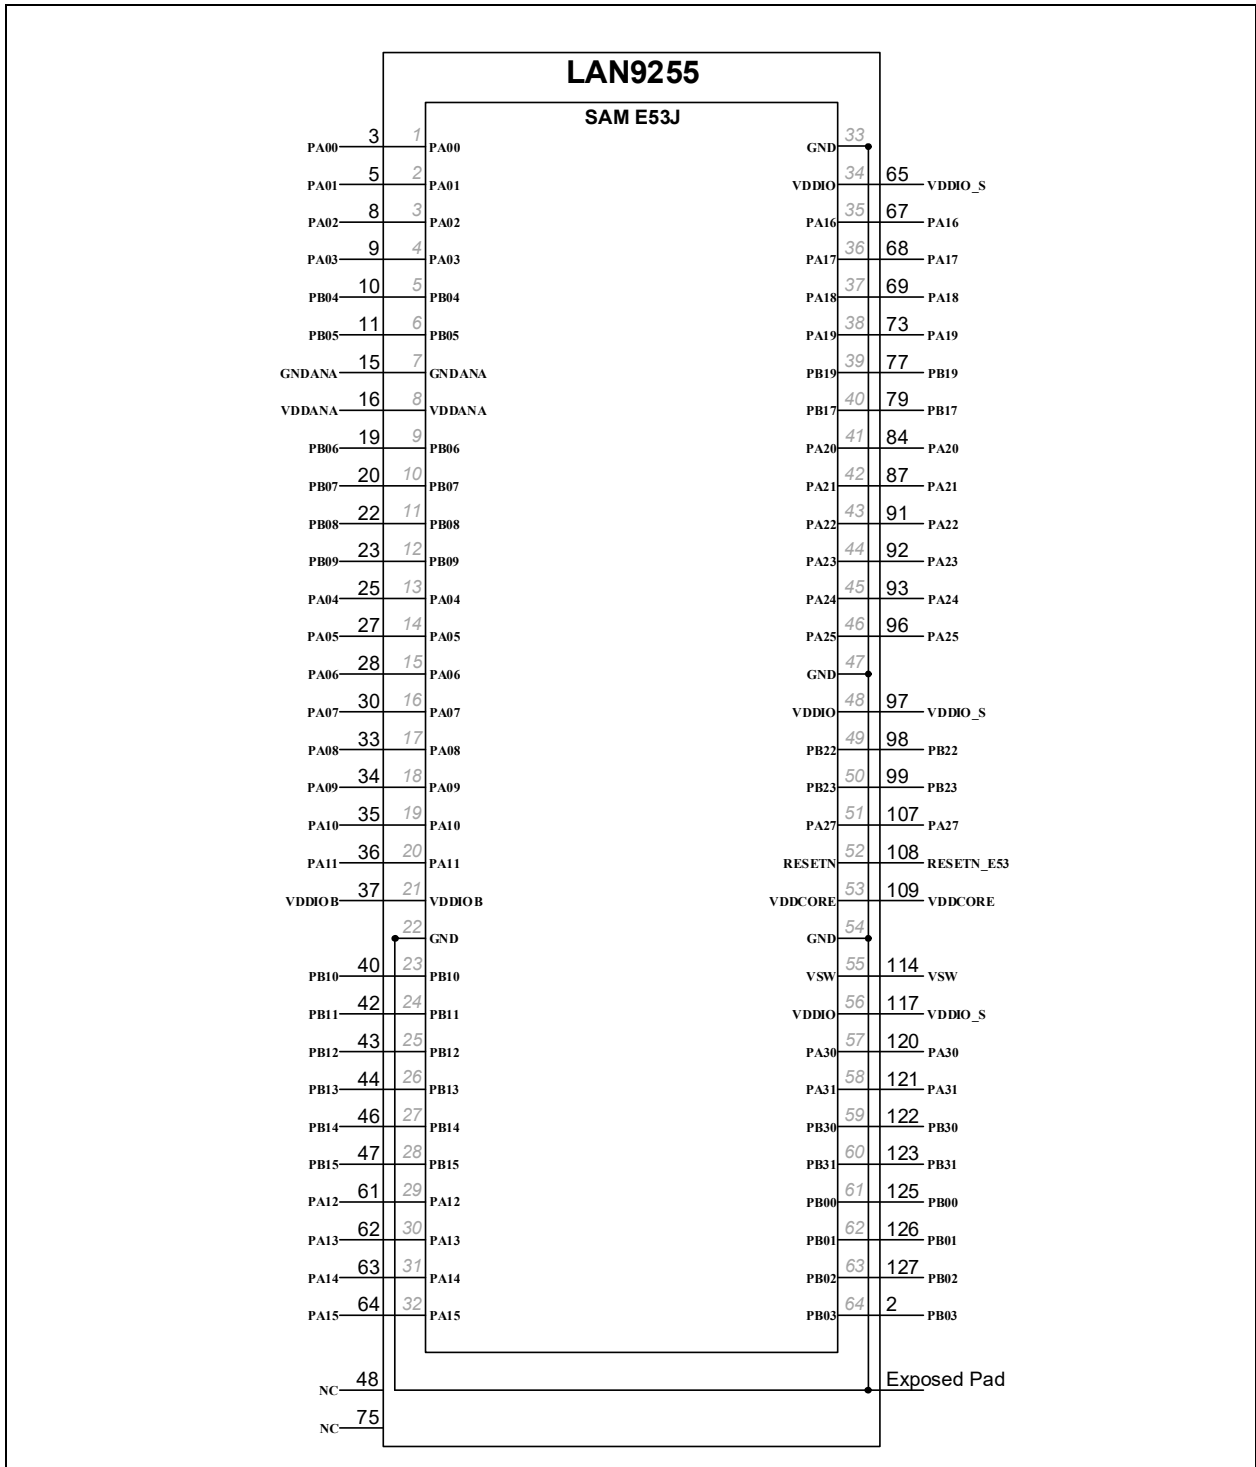 LAN9255
SAM E53J
PA00 3 1 PA00 GND 33
PA01 5 2 PA01 VDDIO 34 65 VDDIO_S
PA02 8 3 PA02 PA16 35 67 PA16
PA03 9 4 PA03 PA17 36 68 PA17
PB04 10 5 PB04 PA18 37 69 PA18
PB05 11 6 PB05 PA19 38 73 PA19
GNDANA 15 7 GNDANA PB19 39 77 PB19
VDDANA 16 8 VDDANA PB17 40 79 PB17
PB06 19 9 PB06 PA20 41 84 PA20
PB07 20 10 PB07 PA21 42 87 PA21
PB08 22 11 PB08 PA22 43 91 PA22
PB09 23 12 PB09 PA23 44 92 PA23
PA04 25 13 PA04 PA24 45 93 PA24
PA05 27 14 PA05 PA25 46 96 PA25
PA06 28 15 PA06 GND 47
PA07 30 16 PA07 VDDIO 48 97 VDDIO_S
PA08 33 17 PA08 PB22 49 98 PB22
PA09 34 18 PA09 PB23 50 99 PB23
PA10 35 19 PA10 PA27 51 107 PA27
PA11 36 20 PA11 RESETN 52 108 RESETN_E53
VDDIOB 37 21 VDDIOB VDDCORE 53 109 VDDCORE
22 GND GND 54
PB10 40 23 PB10 VSW 55 114 VSW
PB11 42 24 PB11 VDDIO 56 117 VDDIO_S
PB12 43 25 PB12 PA30 57 120 PA30
PB13 44 26 PB13 PA31 58 121 PA31
PB14 46 27 PB14 PB30 59 122 PB30
PB15 47 28 PB15 PB31 60 123 PB31
PA12 61 29 PA12 PB00 61 125 PB00
PA13 62 30 PA13 PB01 62 126 PB01
PA14 63 31 PA14 PB02 63 127 PB02
PA15 64 32 PA15 PB03 64 2 PB03
NC 48 Exposed Pad
NC 75